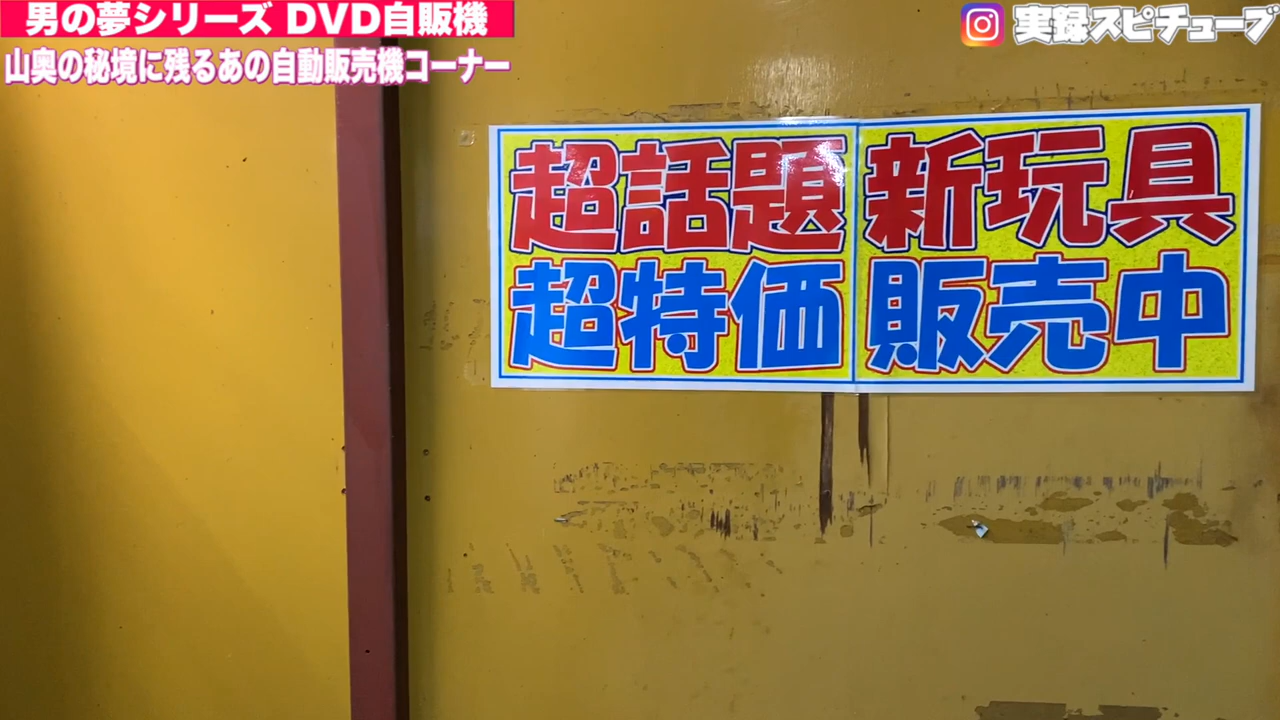 男の夢シリーズ DVD自販機
山奥の秘境に残るあの自動販売機コーナー
実録スピチューブ
超話題 新玩具
超特価 販売中